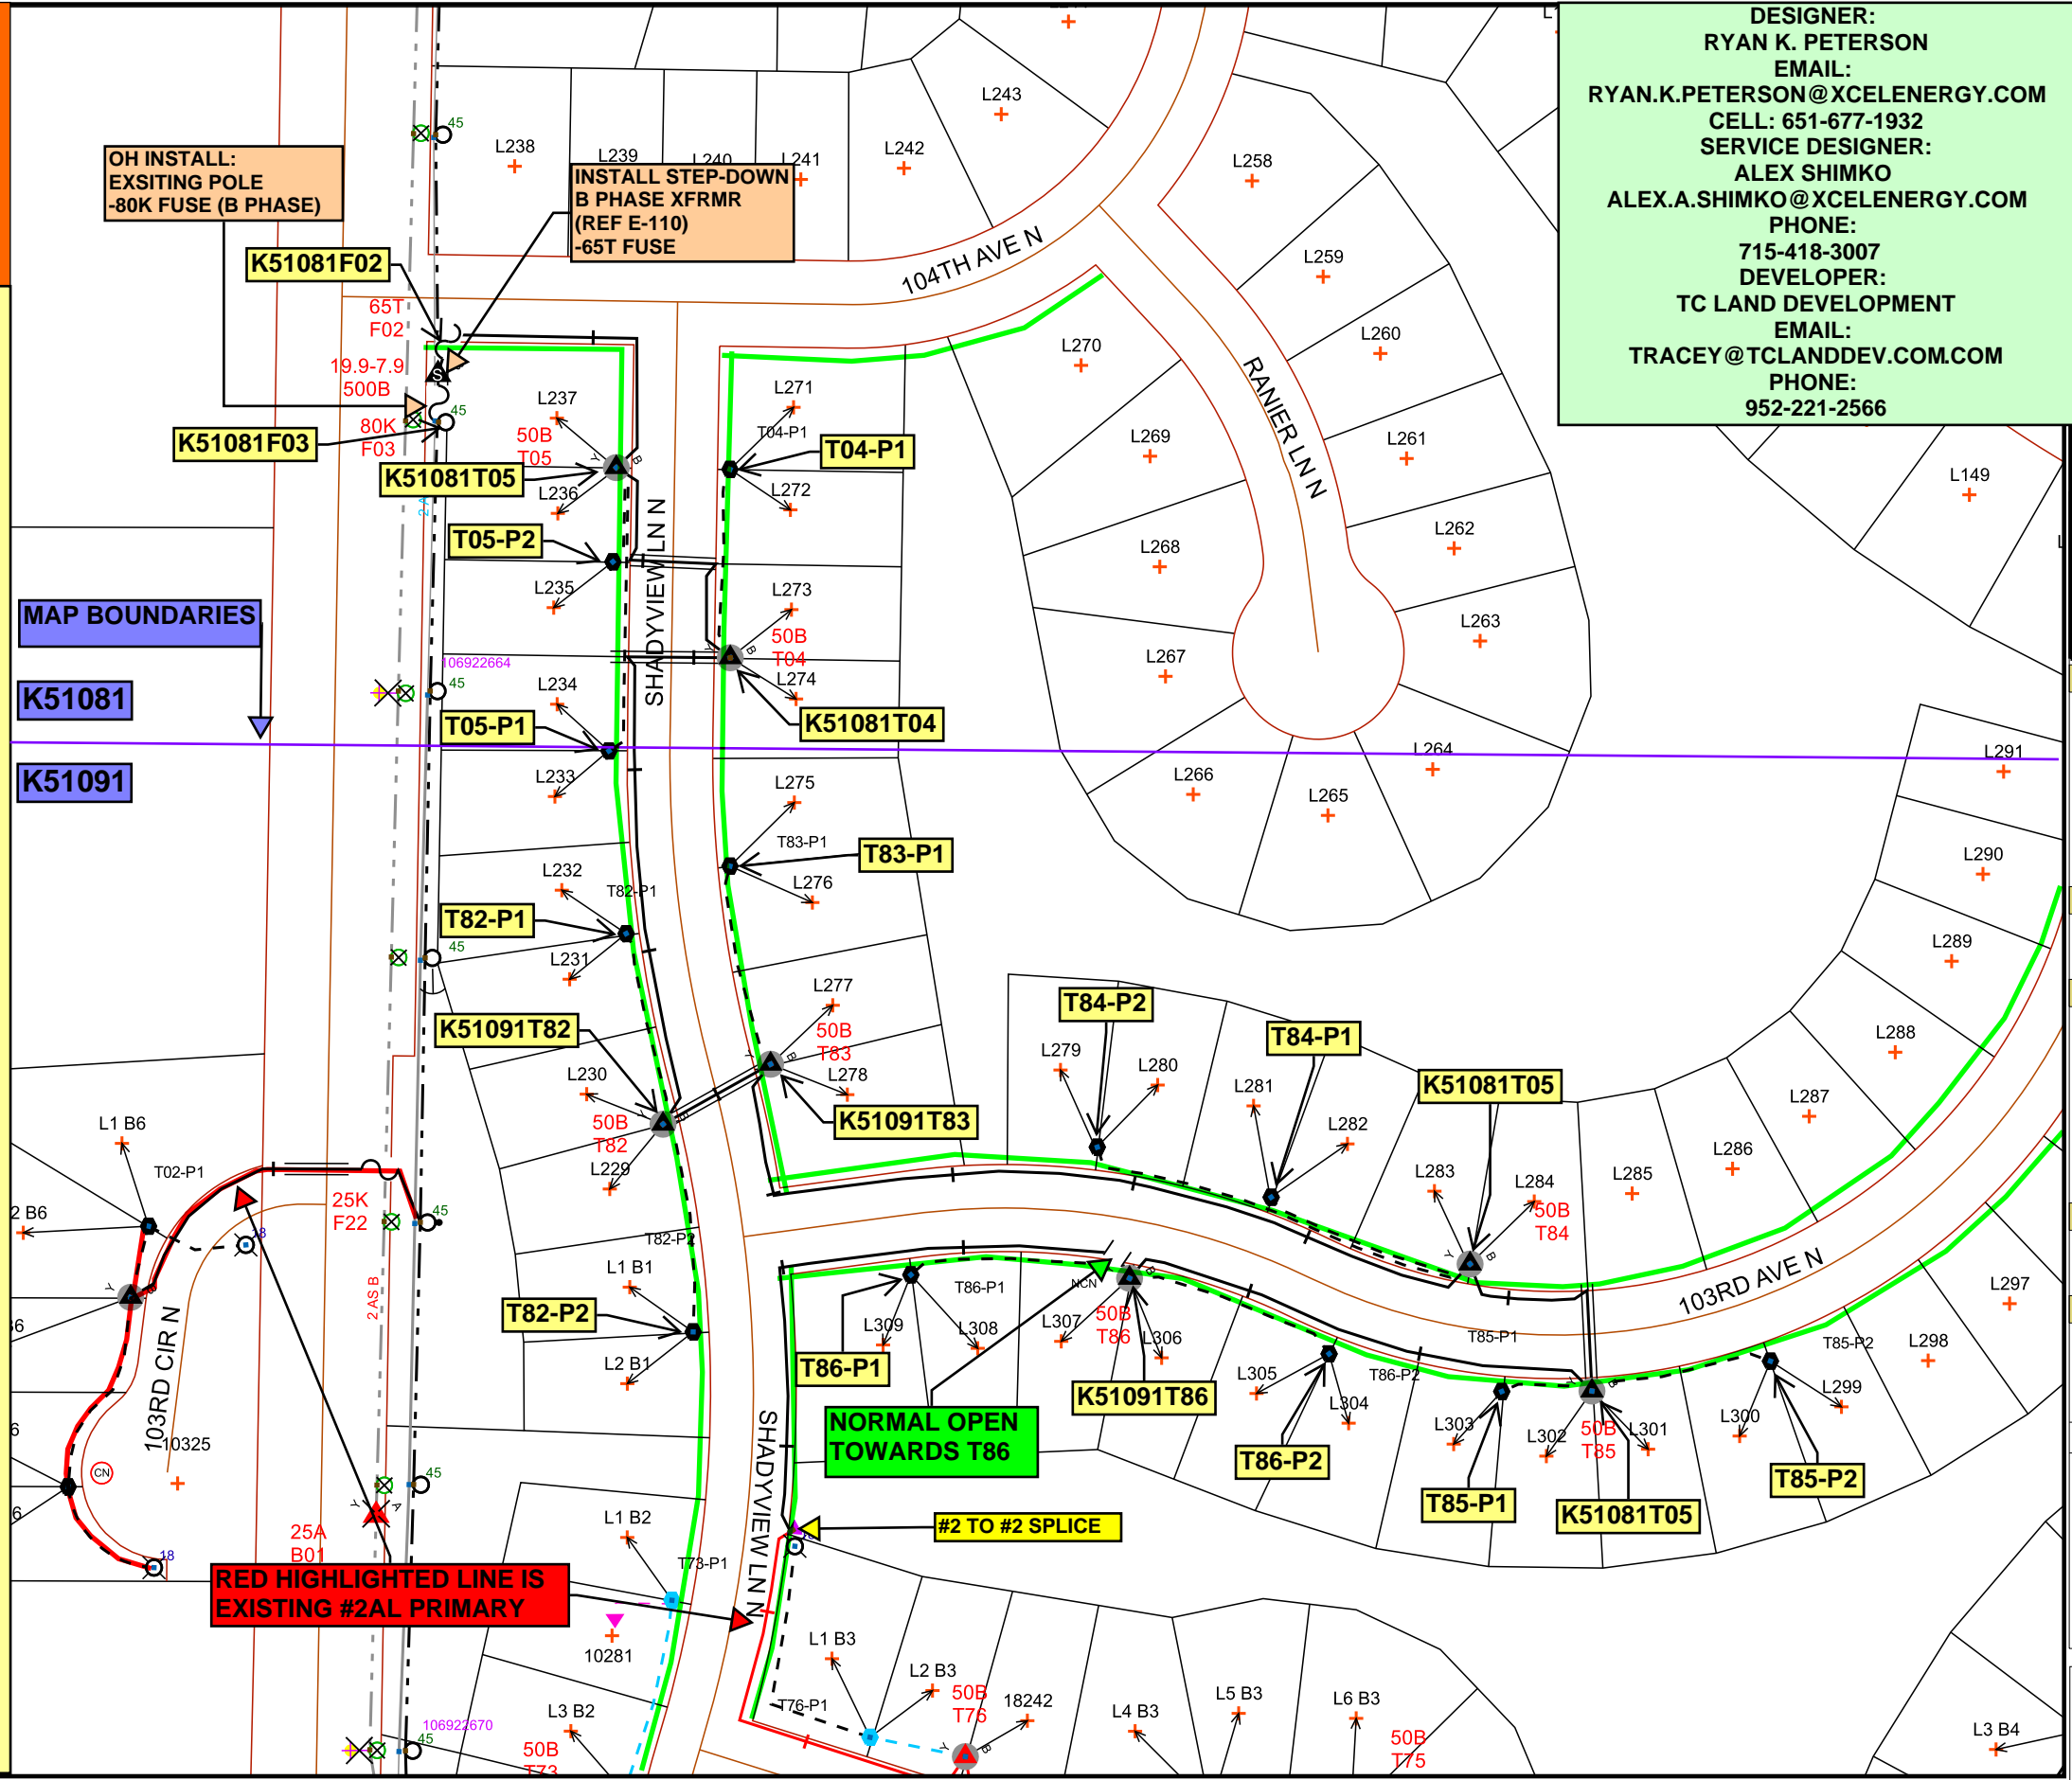 DESIGNER:
RYAN K. PETERSON
EMAIL:
RYAN.K.PETERSON@XCELENERGY.COM
CELL: 651-677-1932
SERVICE DESIGNER:
ALEX SHIMKO
ALEX.A.SHIMKO@XCELENERGY.COM
PHONE:
715-418-3007
DEVELOPER:
TC LAND DEVELOPMENT
EMAIL:
TRACEY@TCLANDDEV.COM.COM
PHONE:
952-221-2566
L243
L242
L241
L240
L239
L238
45
OH INSTALL:
EXSITING POLE
-80K FUSE (B PHASE)
INSTALL STEP-DOWN
B PHASE XFRMR
(REF E-110)
-65T FUSE
K51081F02
65T
F02
19.9-7.9
500B
S
45
80K
F03
K51081F03
104TH AVE N
RANIER LN N
L258
L259
L260
L261
L262
L263
L264
L265
L266
L267
L268
L269
L270
L149
L237
50B
T05
Y
B
K51081T05
L236
L271
T04-P1
T04-P1
L272
T05-P2
L235
SHADYVIEW LN N
L273
50B
T04
Y
B
L274
K51081T04
MAP BOUNDARIES
K51081
K51091
106922664
45
L234
T05-P1
L233
L275
T83-P1
T83-P1
L276
L232
T82-P1
T82-P1
L231
45
L277
50B
T83
Y
B
L278
K51091T83
K51091T82
L230
50B
T82
Y
B
L229
T84-P2
L279
L280
T84-P1
L281
L282
K51081T05
L283
L284
50B
T84
Y
B
L285
L286
L287
L288
L289
L290
L291
L1 B6
T02-P1
2 B6
18
25K
F22
45
Y
B
103RD CIR N
10325
CN
18
2 AS B
T82-P2
L1 B1
T82-P2
L2 B1
T86-P1
L309
L308
T86-P1
NCN
L307
50B
T86
B
L306
K51091T86
NORMAL OPEN
TOWARDS T86
L305
T86-P2
L304
T86-P2
T85-P1
L303
T85-P1
L302
50B
T85
Y
B
L301
K51081T05
103RD AVE N
T85-P2
L300
L299
T85-P2
L298
L297
45
Y
A
25A
B01
RED HIGHLIGHTED LINE IS
EXISTING #2AL PRIMARY
#2 TO #2 SPLICE
SHADYVIEW LN N
L1 B2
T73-P1
10281
L3 B2
50B
T73
106922670
45
L1 B3
L2 B3
T76-P1
50B
T76
Y
B
18242
L4 B3
L5 B3
L6 B3
50B
T75
L3 B4